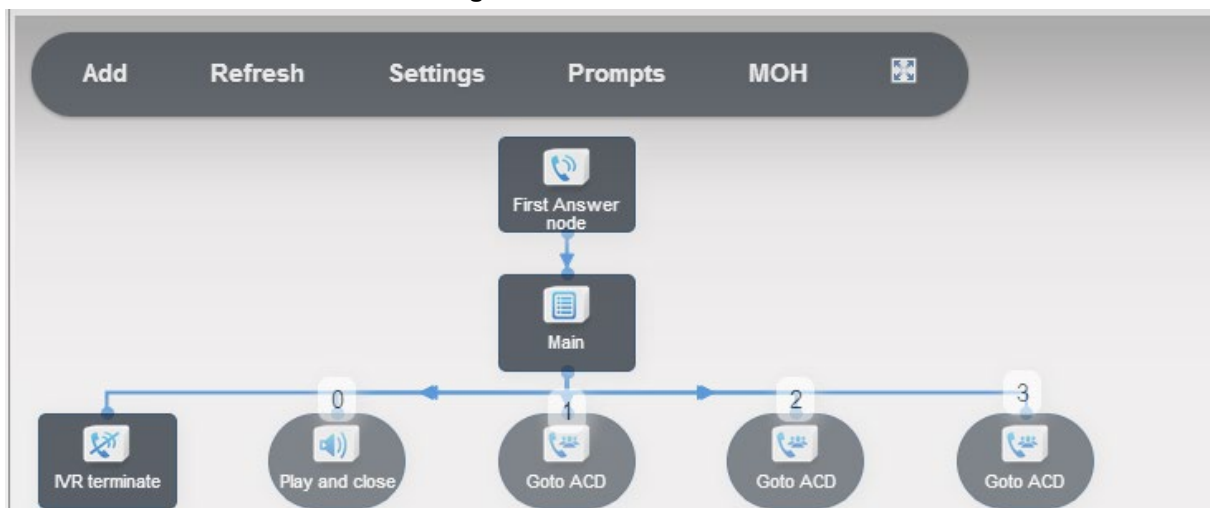 Add Refresh Settings Prompts MOH
First Answer
node
Main
0 1 2 3
IVR terminate Play and close Goto ACD Goto ACD Goto ACD